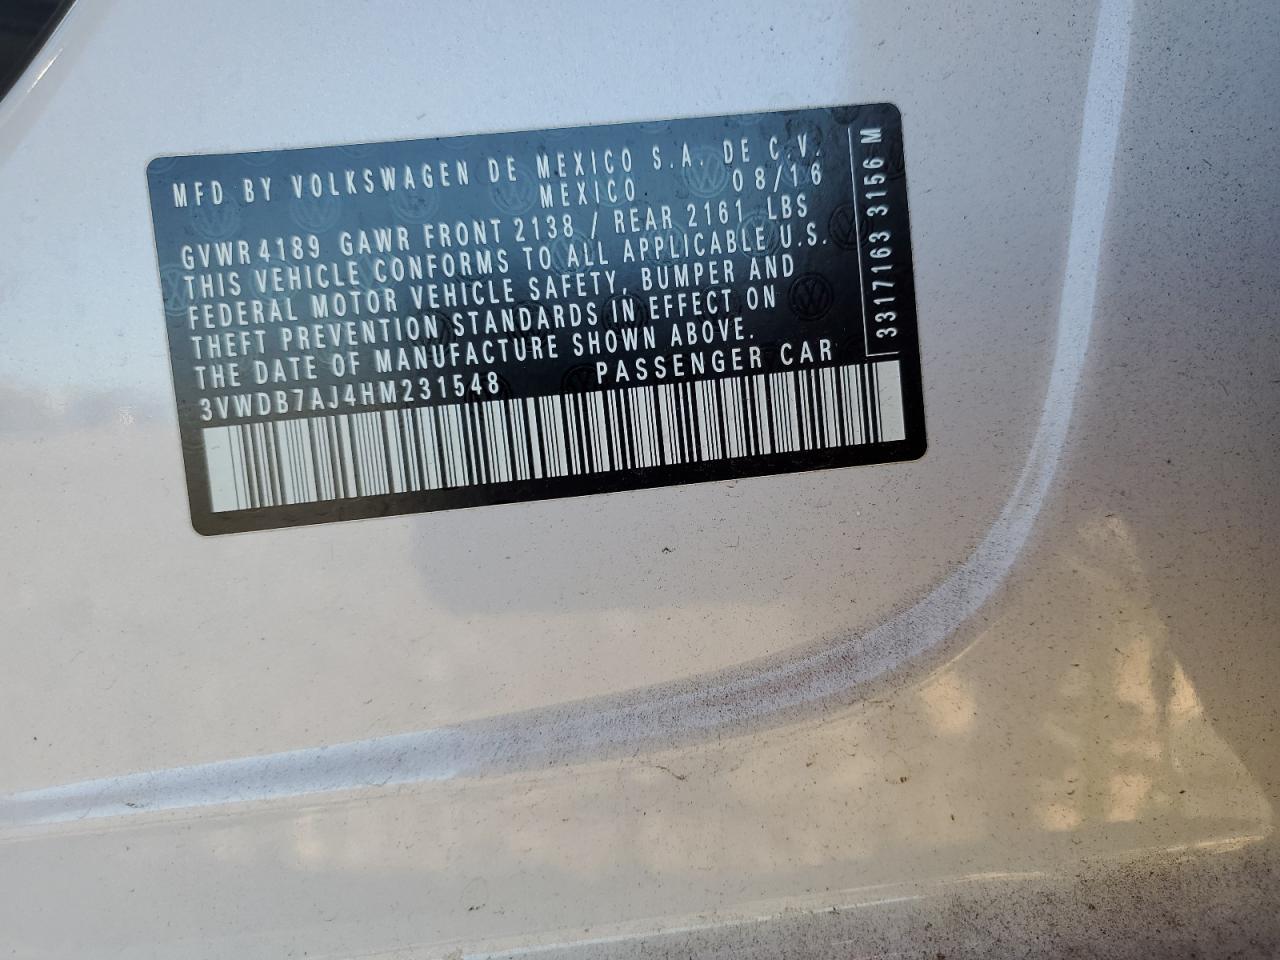 MFD BY VOLKSWAGEN DE MEXICO S.A. DE C.V.
MEXICO 08/16
GVWR 4189 GAWR FRONT 2138 / REAR 2161 LBS
THIS VEHICLE CONFORMS TO ALL APPLICABLE U.S.
FEDERAL MOTOR VEHICLE SAFETY, BUMPER AND
THEFT PREVENTION STANDARDS IN EFFECT ON
THE DATE OF MANUFACTURE SHOWN ABOVE.
3VWDB7AJ4HM231548 PASSENGER CAR
3317163 3156 M